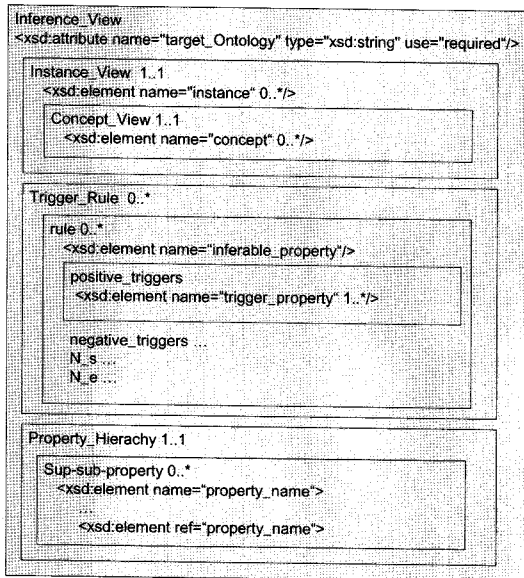 Inference_View
<xsd:attribute name="target_Ontology" type="xsd:string" use="required"/>
Instance_View 1..1
<xsd:element name="instance" 0..*/>
Concept_View 1..1
<xsd:element name="concept" 0..*/>
Trigger_Rule 0..*
rule 0..*
<xsd:element name="inferable_property"/>
positive_triggers
<xsd:element name="trigger_property" 1..*/>
negative_triggers ...
N_s ...
N_e ...
Property_Hierachy 1..1
Sup-sub-property 0..*
<xsd:element name="property_name">
...
<xsd:element ref="property_name">